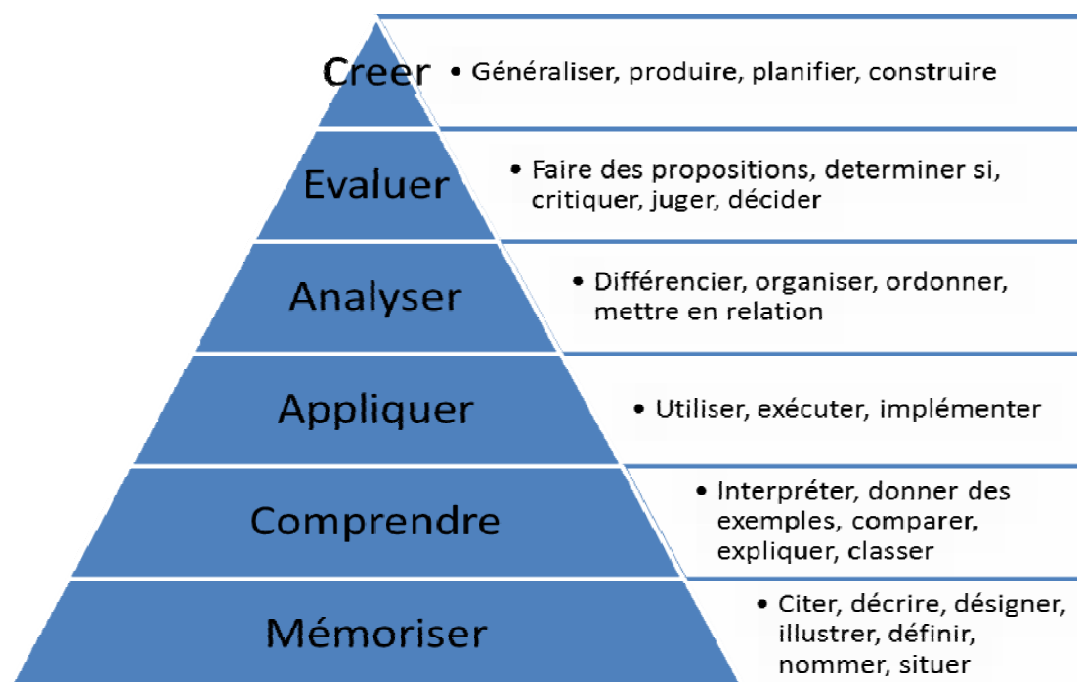 Creer
• Généraliser, produire, planifier, construire
Evaluer
• Faire des propositions, determiner si,
critiquer, juger, décider
Analyser
• Différencier, organiser, ordonner,
mettre en relation
Appliquer
• Utiliser, exécuter, implémenter
Comprendre
• Interpréter, donner des
exemples, comparer,
expliquer, classer
Mémoriser
• Citer, décrire, désigner,
illustrer, définir,
nommer, situer